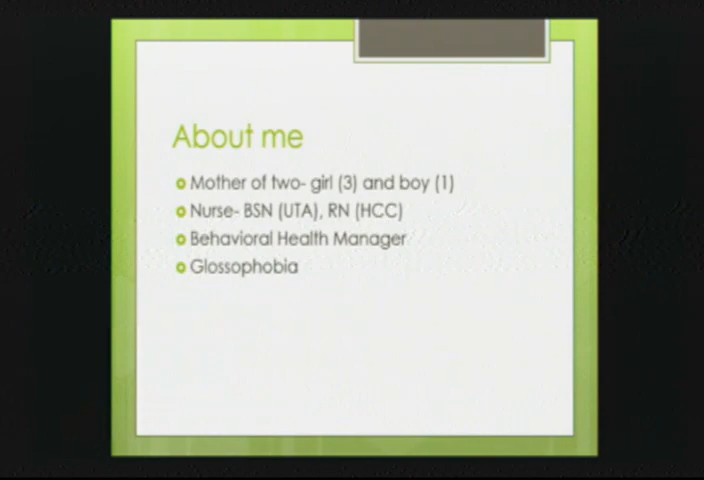 About me
Mother of two- girl (3) and boy (1)
Nurse- BSN (UTA), RN (HCC)
Behavioral Health Manager
Glossophobia